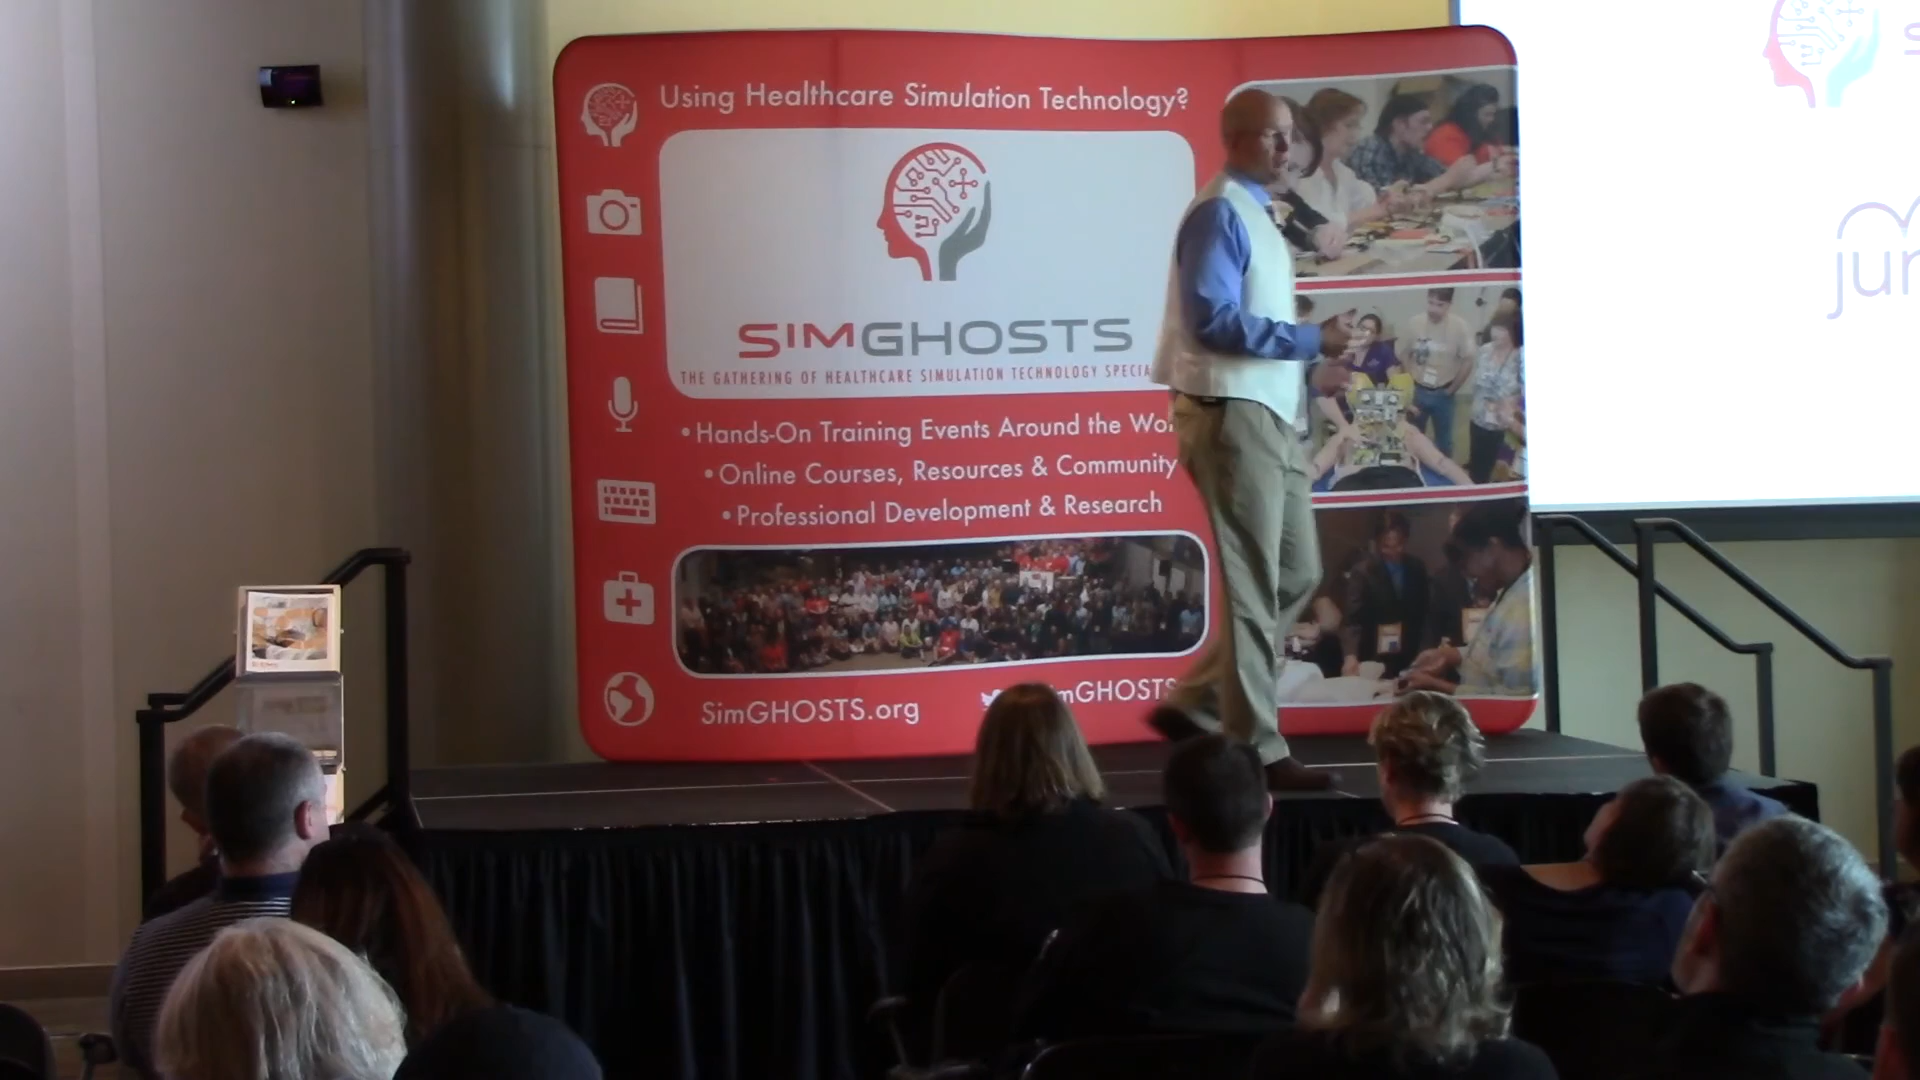 Using Healthcare Simulation Technology?
SIMGHOSTS
THE GATHERING OF HEALTHCARE SIMULATION TECHNOLOGY SPECIA
• Hands-On Training Events Around the Wo
• Online Courses, Resources & Community
• Professional Development & Research
SimGHOSTS.org
imGHOSTS
S
jun